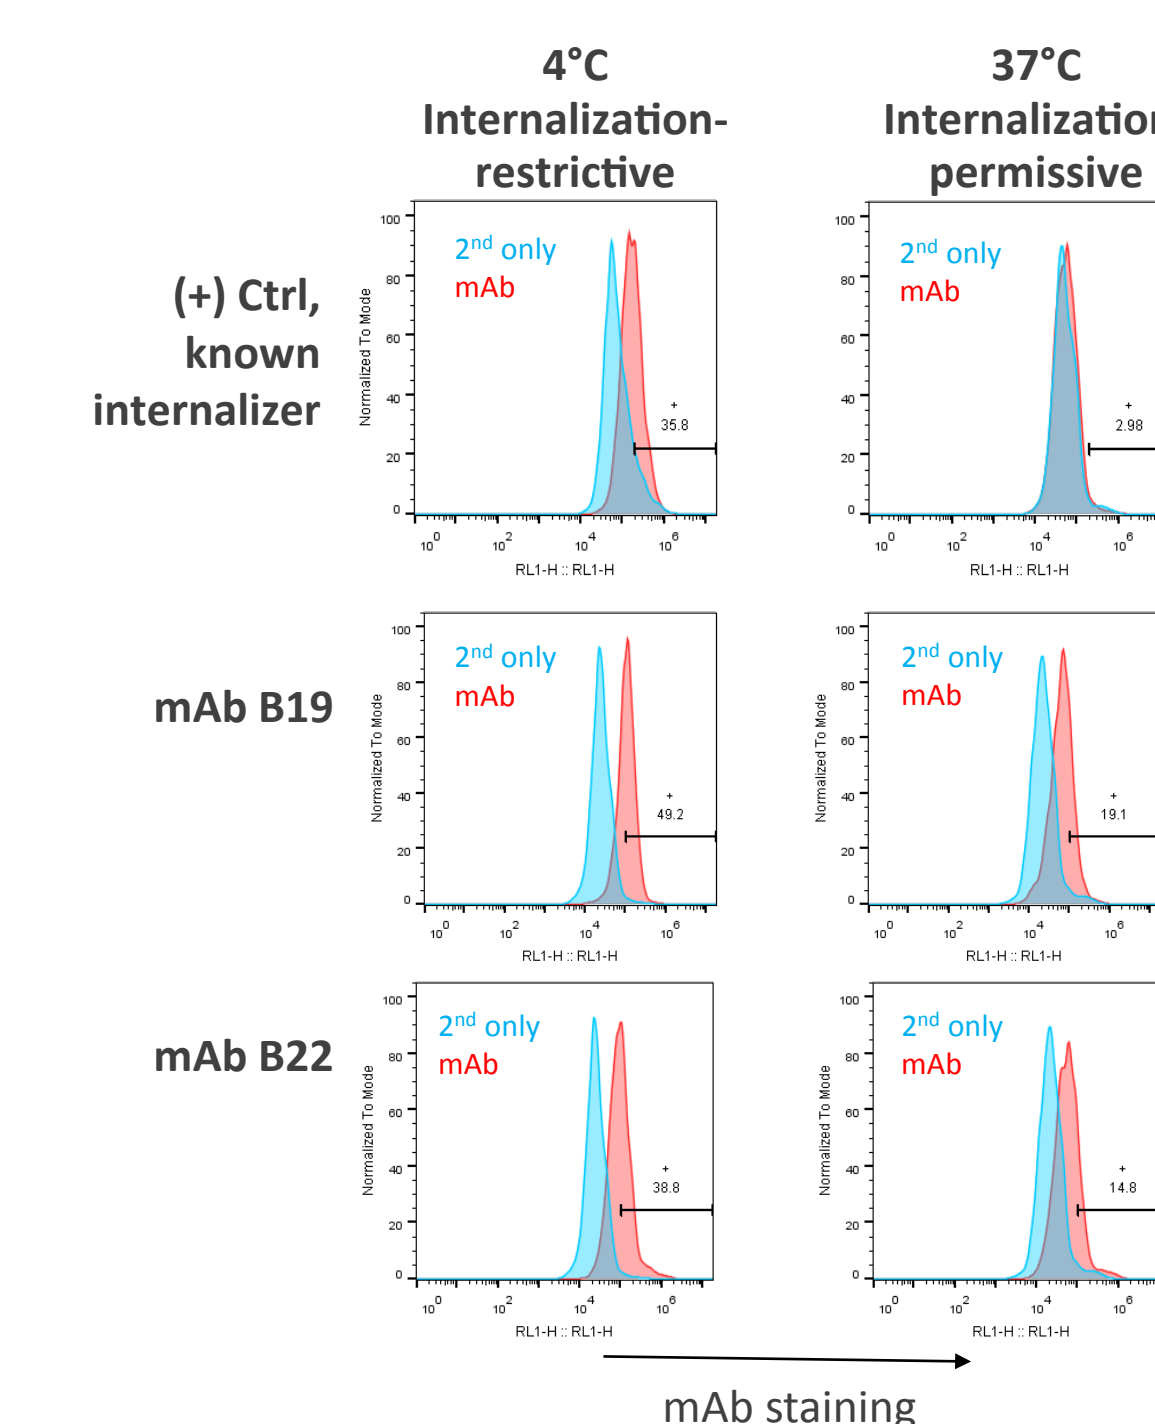 4°C
Internalization-
restrictive
37°C
Internalization
permissive
(+) Ctrl,
known
internalizer
100
80
60
40
20
0
Normalized To Mode
2nd only
mAb
+
35.8
10^0 10^2 10^4 10^6
RL1-H :: RL1-H
100
80
60
40
20
0
Normalized To Mode
2nd only
mAb
+
2.98
10^0 10^2 10^4 10^6
RL1-H :: RL1-H
mAb B19
100
80
60
40
20
0
Normalized To Mode
2nd only
mAb
+
49.2
10^0 10^2 10^4 10^6
RL1-H :: RL1-H
100
80
60
40
20
0
Normalized To Mode
2nd only
mAb
+
19.1
10^0 10^2 10^4 10^6
RL1-H :: RL1-H
mAb B22
100
80
60
40
20
0
Normalized To Mode
2nd only
mAb
+
38.8
10^0 10^2 10^4 10^6
RL1-H :: RL1-H
100
80
60
40
20
0
Normalized To Mode
2nd only
mAb
+
14.8
10^0 10^2 10^4 10^6
RL1-H :: RL1-H
mAb staining